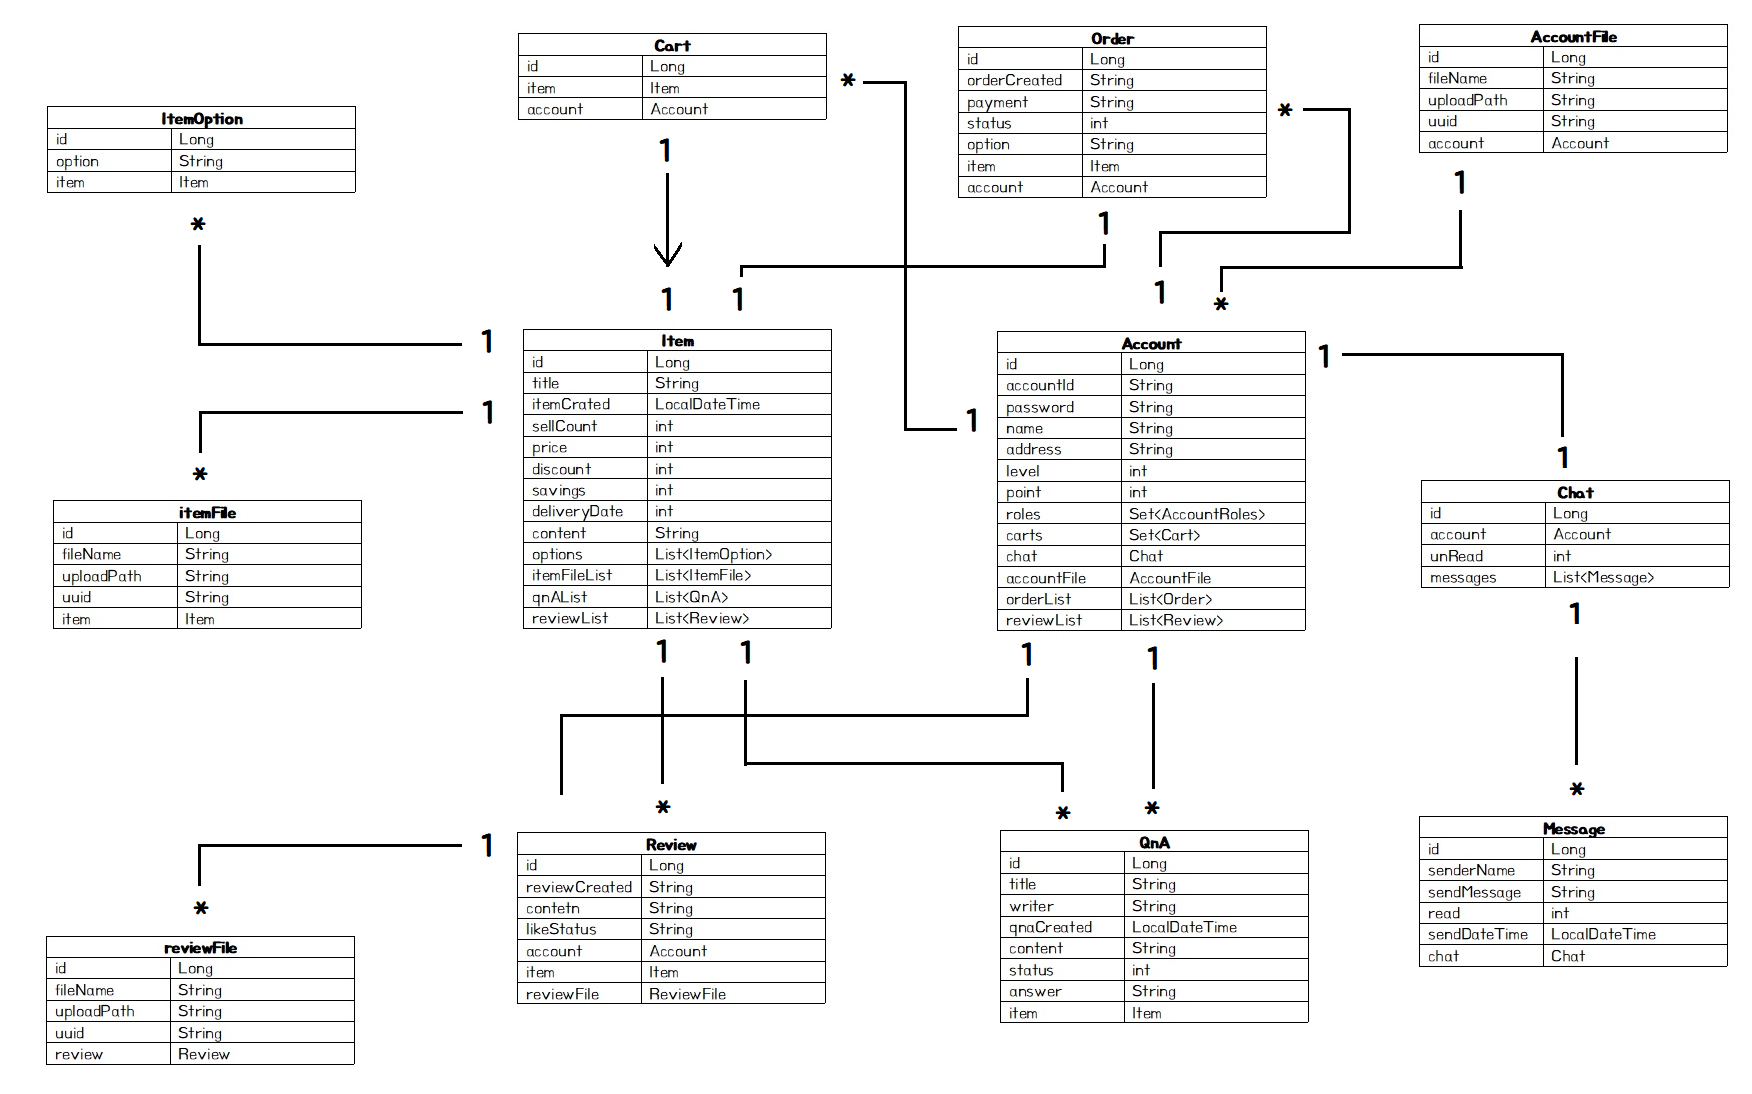 Cart
id Long
item Item
account Account
*
1
1
Order
id Long
orderCreated String
payment String
status int
option String
item Item
account Account
*
1
1
1
AccountFile
id Long
fileName String
uploadPath String
uuid String
account Account
1
*
ItemOption
id Long
option String
item Item
*
1
1
*
itemFile
id Long
fileName String
uploadPath String
uuid String
item Item
Item
id Long
title String
itemCrated LocalDateTime
sellCount int
price int
discount int
savings int
deliveryDate int
content String
options List<ItemOption>
itemFileList List<ItemFile>
qnAList List<QnA>
reviewList List<Review>
1
1
1
Account
id Long
accountId String
password String
name String
address String
level int
point int
roles Set<AccountRoles>
carts Set<Cart>
chat Chat
accountFile AccountFile
orderList List<Order>
reviewList List<Review>
1
1
1
1
Chat
id Long
account Account
unRead int
messages List<Message>
1
*
Message
id Long
senderName String
sendMessage String
read int
sendDateTime LocalDateTime
chat Chat
*
1
*
reviewFile
id Long
fileName String
uploadPath String
uuid String
review Review
Review
id Long
reviewCreated String
contetn String
likeStatus String
account Account
item Item
reviewFile ReviewFile
*
*
QnA
id Long
title String
writer String
qnaCreated LocalDateTime
content String
status int
answer String
item Item